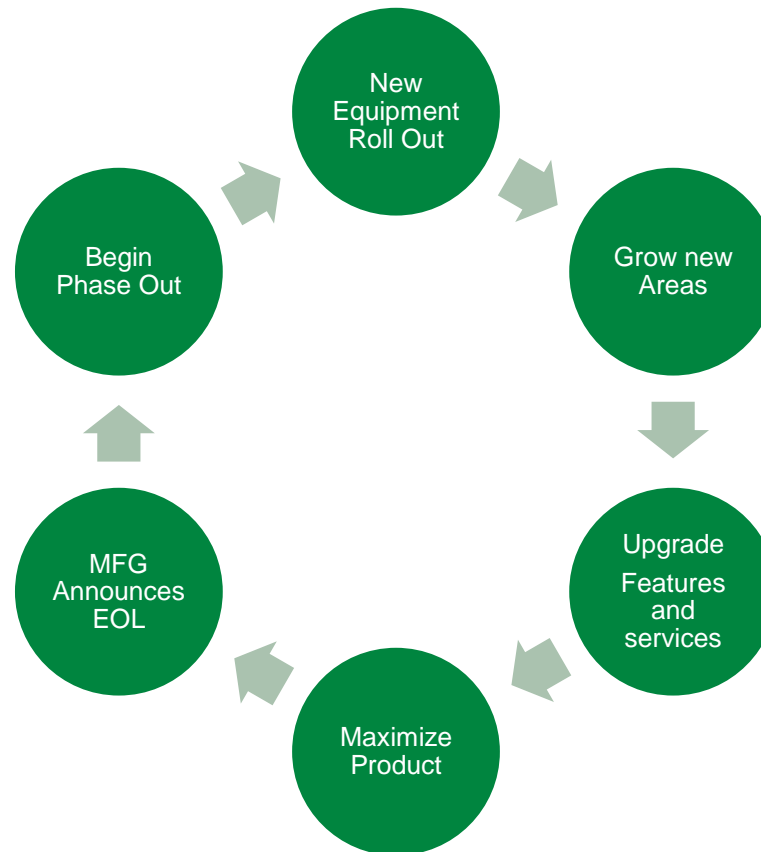 New
Equipment
Roll Out
Grow new
Areas
Upgrade
Features
and
services
Maximize
Product
MFG
Announces
EOL
Begin
Phase Out